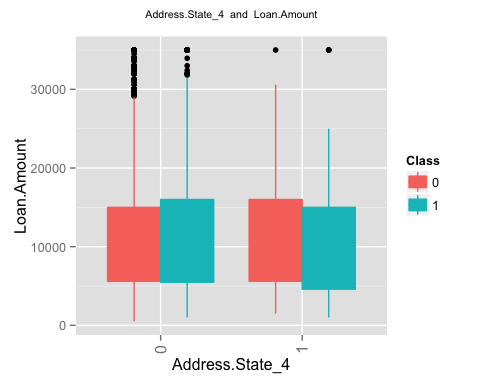 Address.State_4 and Loan.Amount
Loan.Amount
30000
20000
10000
0
0
1
Address.State_4
Class
0
1